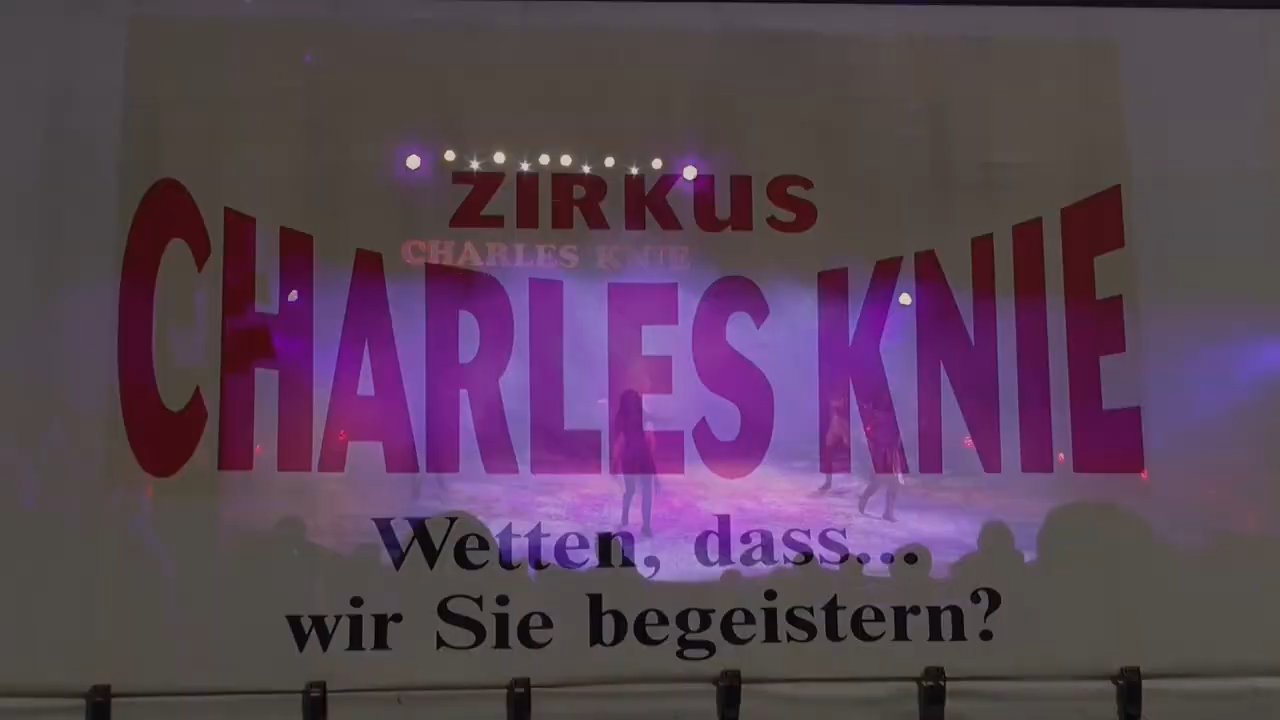 ZIRKUS
CHARLES KNIE
CHARLES KNIE
Wetten, dass...
wir Sie begeistern?